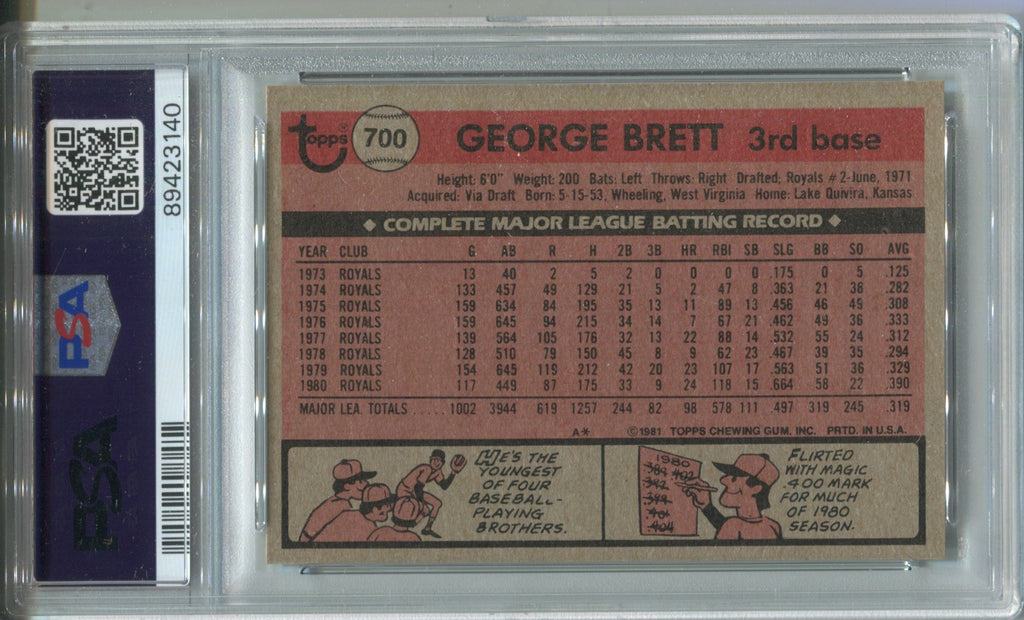 89423140
PSA
PSA
topps®
700
GEORGE BRETT 3rd base
Height: 6'0" Weight: 200 Bats: Left Throws: Right Drafted: Royals #2-June, 1971
Acquired: Via Draft Born: 5-15-53, Wheeling, West Virginia Home: Lake Quivira, Kansas
◆ COMPLETE MAJOR LEAGUE BATTING RECORD ◆
YEAR CLUB G AB R H 2B 3B HR RBI SB SLG BB SO AVG
1973 ROYALS 13 40 2 5 2 0 0 0 0 .175 0 5 .125
1974 ROYALS 133 457 49 129 21 5 2 47 8 .363 21 38 .282
1975 ROYALS 159 634 84 195 35 13 11 89 13 .456 46 49 .308
1976 ROYALS 159 645 94 215 34 14 7 67 21 .462 49 36 .333
1977 ROYALS 139 564 105 176 32 13 22 88 14 .532 55 24 .312
1978 ROYALS 128 510 79 150 45 8 9 62 23 .467 39 35 .294
1979 ROYALS 154 645 119 212 42 20 23 107 17 .563 51 36 .329
1980 ROYALS 117 449 87 175 33 9 24 118 15 .664 58 22 .390
MAJOR LEA. TOTALS ..... 1002 3944 619 1257 244 82 98 578 111 .497 319 245 .319
A* ©1981 TOPPS CHEWING GUM, INC. PRTD. IN U.S.A.
HE'S THE
YOUNGEST
OF FOUR
BASEBALL-
PLAYING
BROTHERS.
1980
.384 .402
.342
.394
.401
.404
FLIRTED
WITH MAGIC
.400 MARK
FOR MUCH
OF 1980
SEASON.